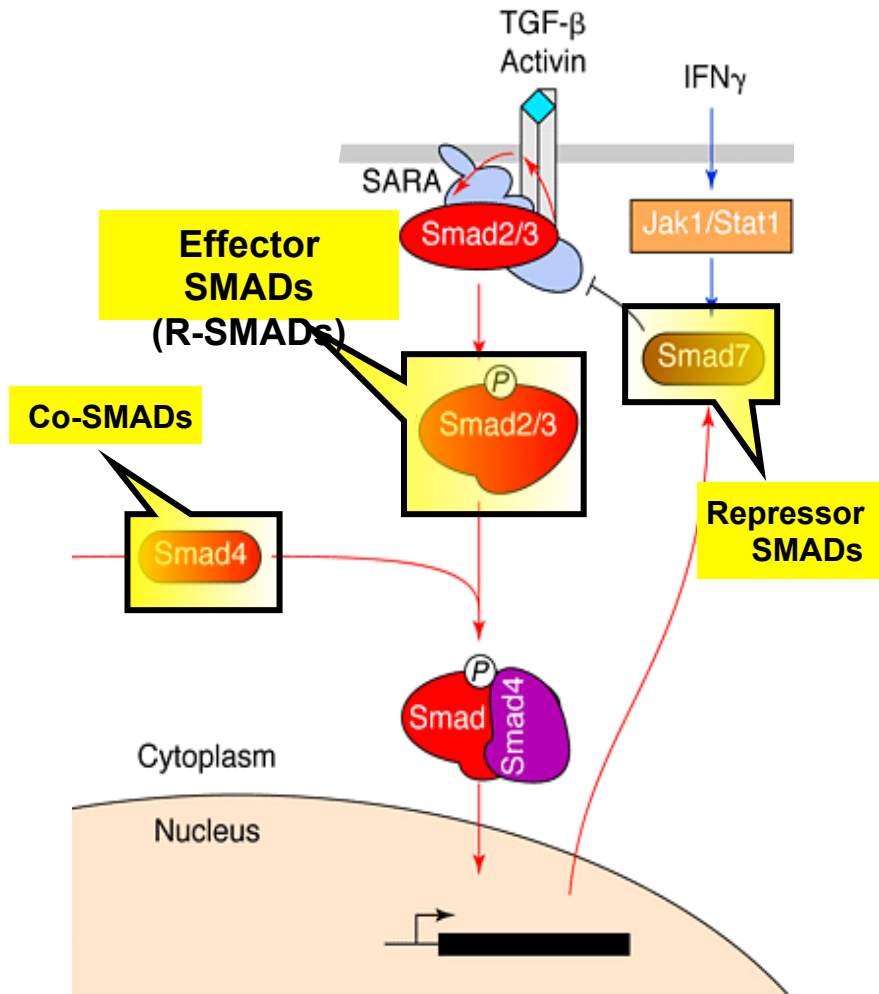 TGF-β
Activin
IFNγ
SARA
Smad2/3
Jak1/Stat1
Effector
SMADs
(R-SMADs)
P
Smad2/3
Smad7
Co-SMADs
Smad4
Repressor
SMADs
P
Smad
Smad4
Cytoplasm
Nucleus